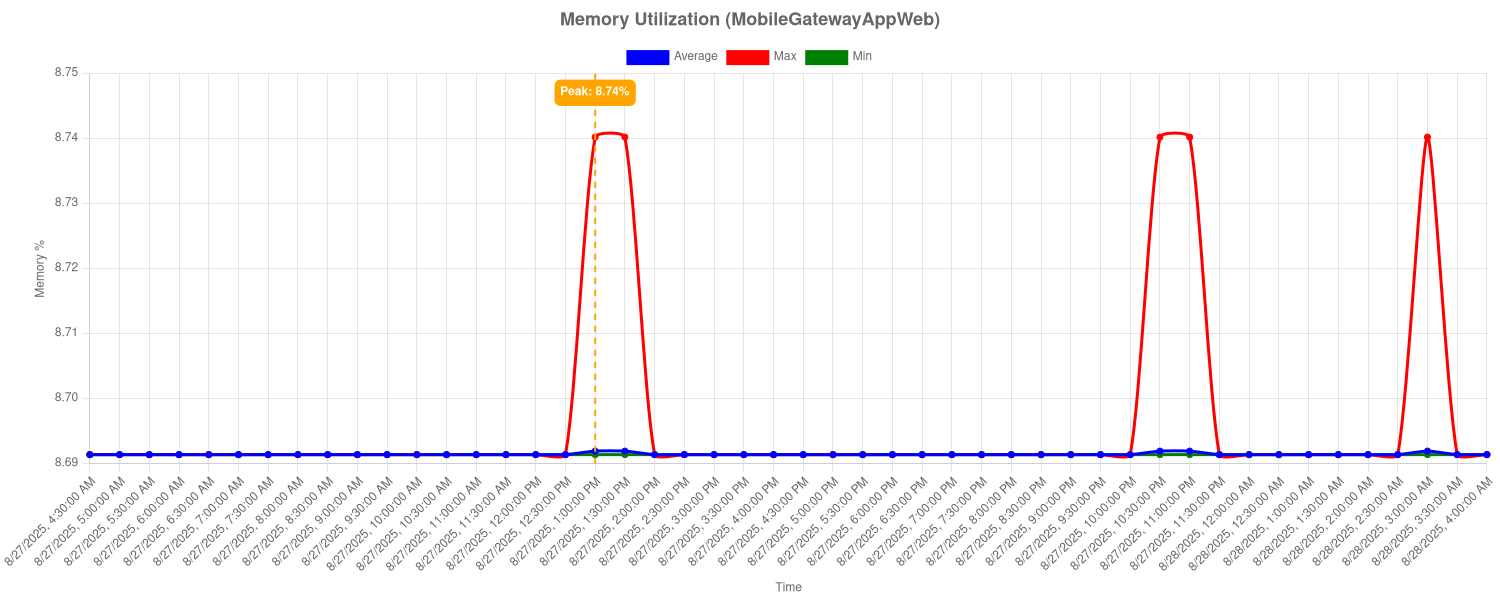 Memory Utilization (MobileGatewayAppWeb)
Average Max Min
Peak: 8.74%
8.75
8.74
8.73
8.72
8.71
8.70
8.69
Memory %
8/27/2025, 4:30:00 AM
8/27/2025, 5:00:00 AM
8/27/2025, 5:30:00 AM
8/27/2025, 6:00:00 AM
8/27/2025, 6:30:00 AM
8/27/2025, 7:00:00 AM
8/27/2025, 7:30:00 AM
8/27/2025, 8:00:00 AM
8/27/2025, 8:30:00 AM
8/27/2025, 9:00:00 AM
8/27/2025, 9:30:00 AM
8/27/2025, 10:00:00 AM
8/27/2025, 10:30:00 AM
8/27/2025, 11:00:00 AM
8/27/2025, 11:30:00 AM
8/27/2025, 12:00:00 PM
8/27/2025, 12:30:00 PM
8/27/2025, 1:00:00 PM
8/27/2025, 1:30:00 PM
8/27/2025, 2:00:00 PM
8/27/2025, 2:30:00 PM
8/27/2025, 3:00:00 PM
8/27/2025, 3:30:00 PM
8/27/2025, 4:00:00 PM
8/27/2025, 4:30:00 PM
8/27/2025, 5:00:00 PM
8/27/2025, 5:30:00 PM
8/27/2025, 6:00:00 PM
8/27/2025, 6:30:00 PM
8/27/2025, 7:00:00 PM
8/27/2025, 7:30:00 PM
8/27/2025, 8:00:00 PM
8/27/2025, 8:30:00 PM
8/27/2025, 9:00:00 PM
8/27/2025, 9:30:00 PM
8/27/2025, 10:00:00 PM
8/27/2025, 10:30:00 PM
8/27/2025, 11:00:00 PM
8/27/2025, 11:30:00 PM
8/28/2025, 12:00:00 AM
8/28/2025, 12:30:00 AM
8/28/2025, 1:00:00 AM
8/28/2025, 1:30:00 AM
8/28/2025, 2:00:00 AM
8/28/2025, 2:30:00 AM
8/28/2025, 3:00:00 AM
8/28/2025, 3:30:00 AM
8/28/2025, 4:00:00 AM
Time